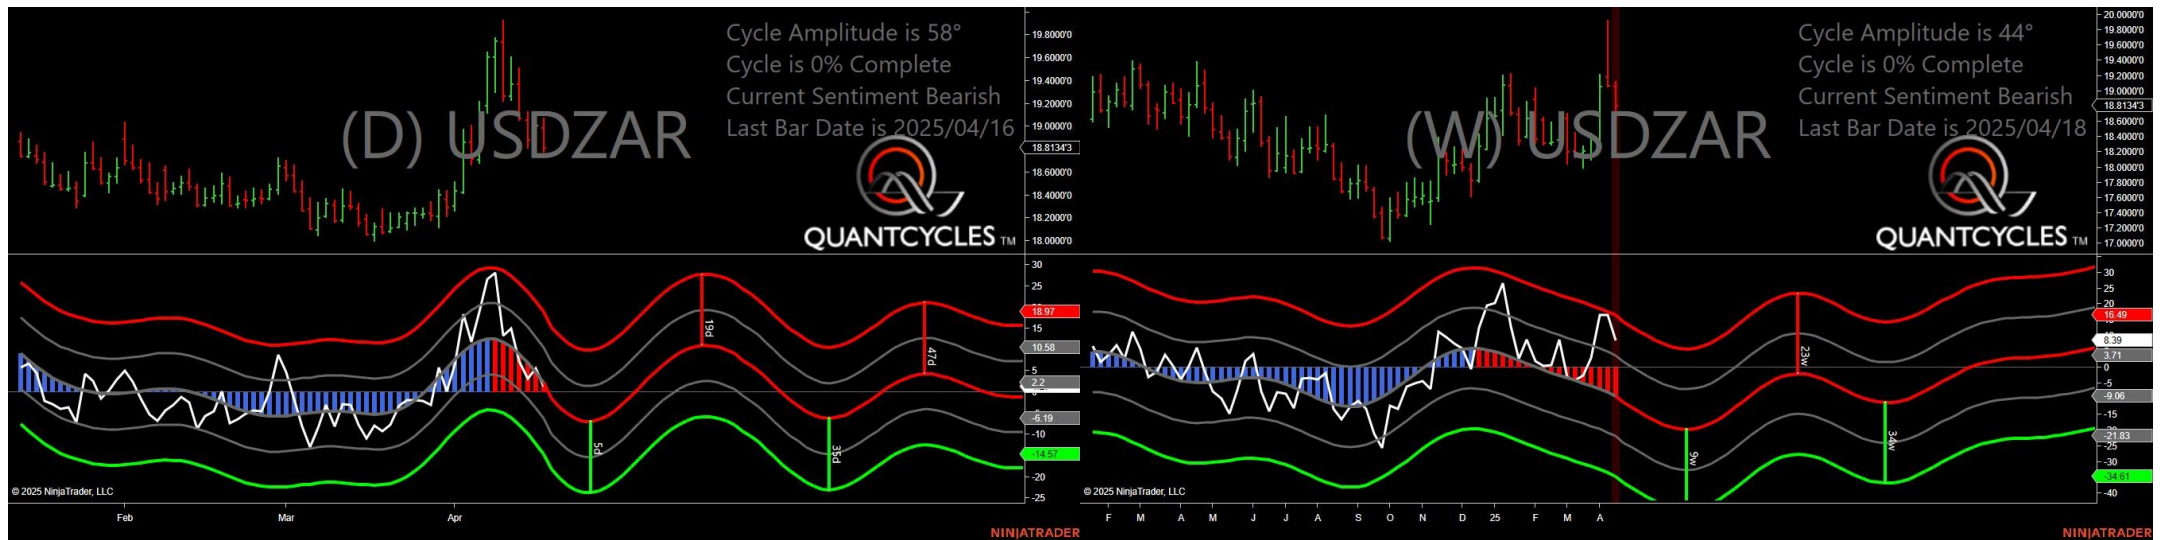 Cycle Amplitude is 58°
Cycle is 0% Complete
Current Sentiment Bearish
Last Bar Date is 2025/04/16
(D) USDZAR
QUANTCYCLES TM
19.8000'0
19.6000'0
19.4000'0
19.2000'0
19.0000'0
18.8134'3
18.6000'0
18.4000'0
18.2000'0
18.0000'0
30
25
18.97
15
10.58
5
2.2
-6.19
-10
-14.57
-20
-25
5d
19d
35d
47d
© 2025 NinjaTrader, LLC
Feb
Mar
Apr
NINJATRADER
Cycle Amplitude is 44°
Cycle is 0% Complete
Current Sentiment Bearish
Last Bar Date is 2025/04/18
(W) USDZAR
QUANTCYCLES TM
20.0000'0
19.8000'0
19.6000'0
19.4000'0
19.2000'0
19.0000'0
18.8134'3
18.6000'0
18.4000'0
18.2000'0
18.0000'0
17.8000'0
17.6000'0
17.4000'0
17.2000'0
17.0000'0
30
25
20
16.49
8.39
3.71
0
-5
-9.06
-15
-21.83
-25
-30
-34.61
-40
9w
23w
34w
© 2025 NinjaTrader, LLC
F M A M J J A S O N D 25 F M A
NINJATRADER